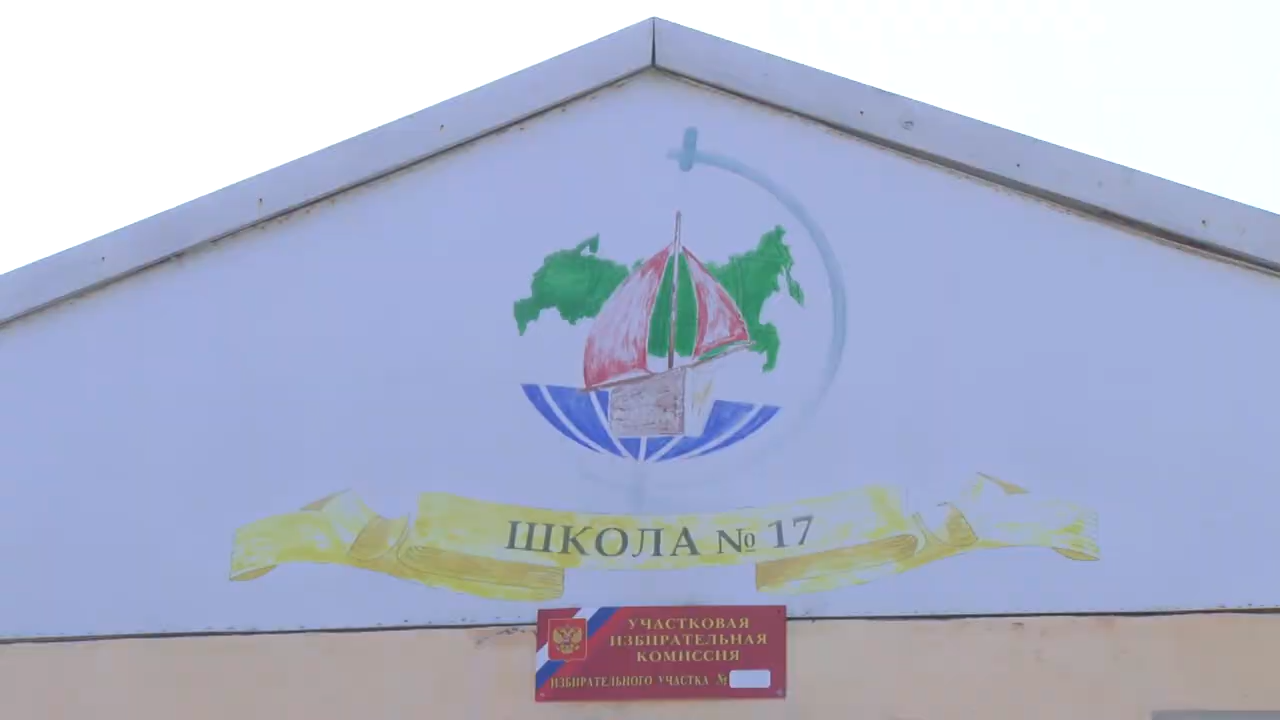 ШКОЛА № 17
УЧАСТКОВАЯ
ИЗБИРАТЕЛЬНАЯ
КОМИССИЯ
ИЗБИРАТЕЛЬНОГО УЧАСТКА №